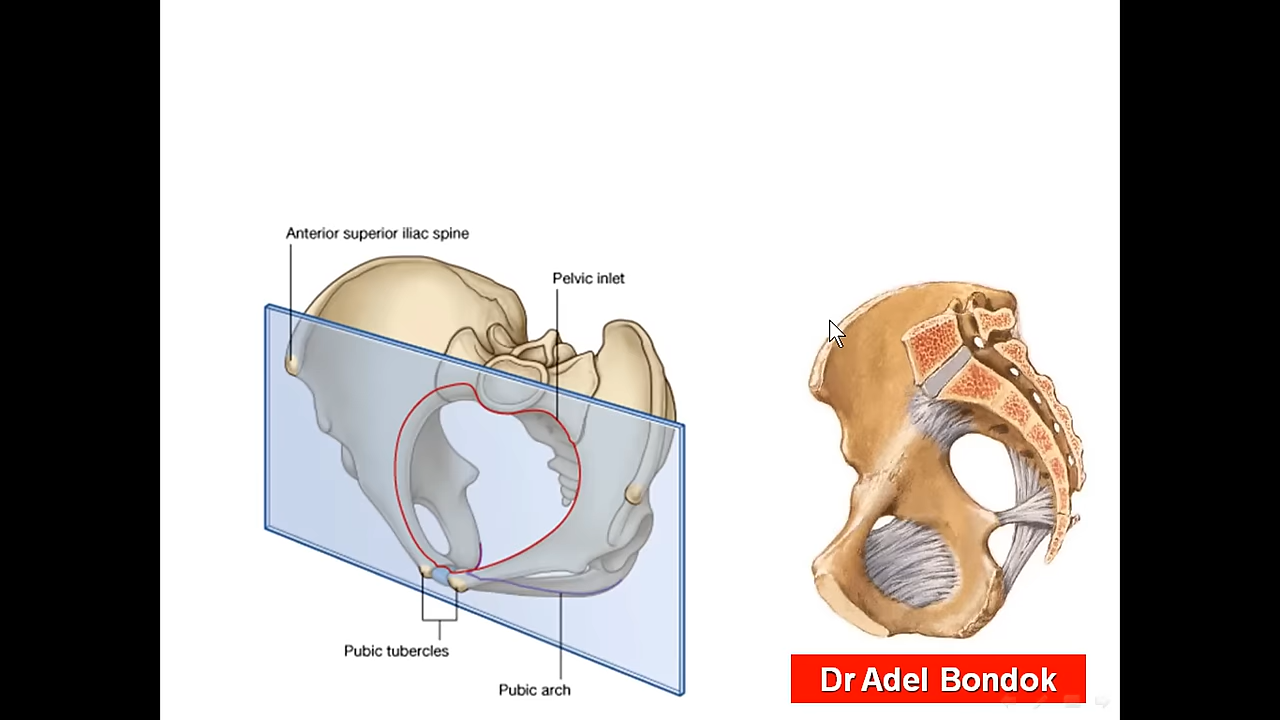 Anterior superior iliac spine
Pelvic inlet
Pubic tubercles
Pubic arch
Dr Adel Bondok